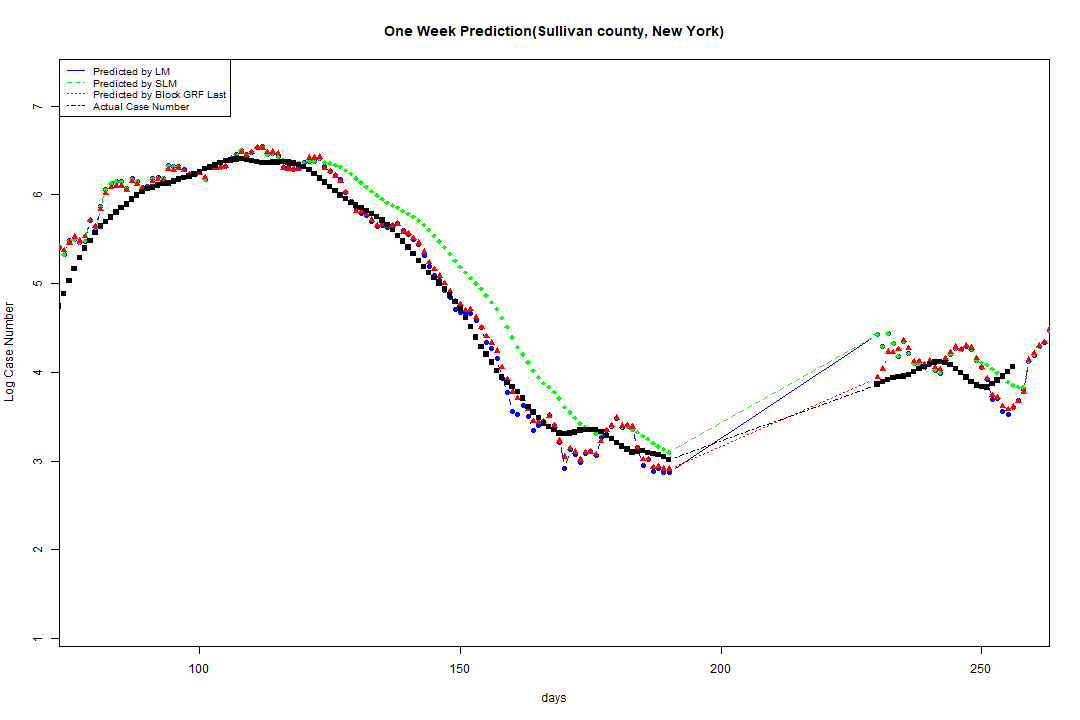 One Week Prediction(Sullivan county, New York)
Predicted by LM
Predicted by SLM
Predicted by Block GRF Last
Actual Case Number
7
6
5
4
3
2
1
Log Case Number
100 150 200 250
days